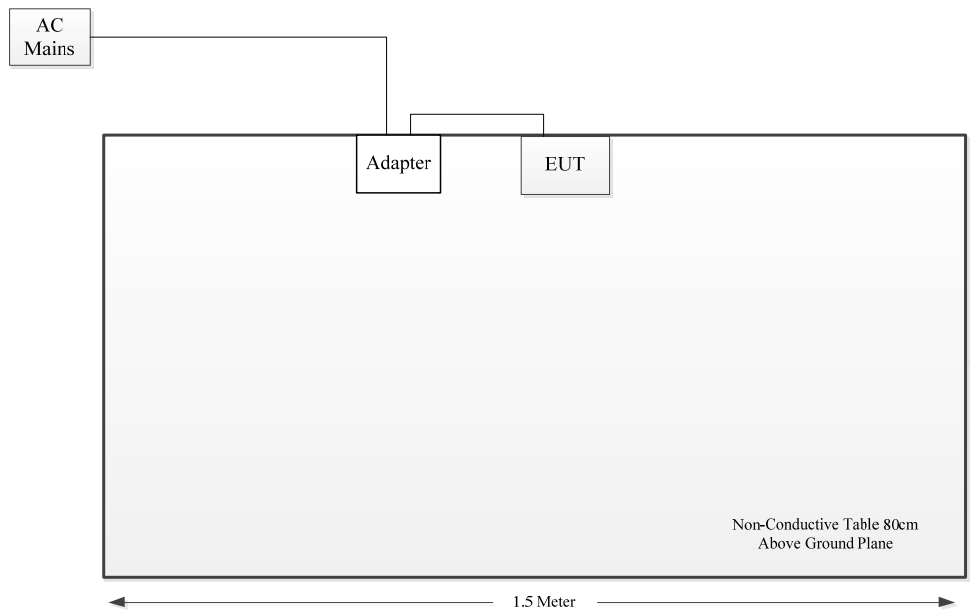 AC
Mains
Adapter
EUT
Non-Conductive Table 80cm
Above Ground Plane
1.5 Meter